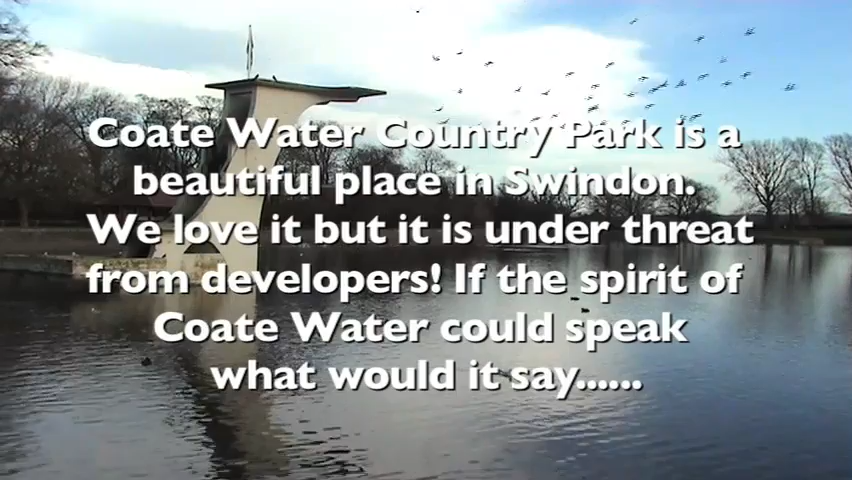 Coate Water Country Park is a
beautiful place in Swindon.
We love it but it is under threat
from developers! If the spirit of
Coate Water could speak
what would it say......